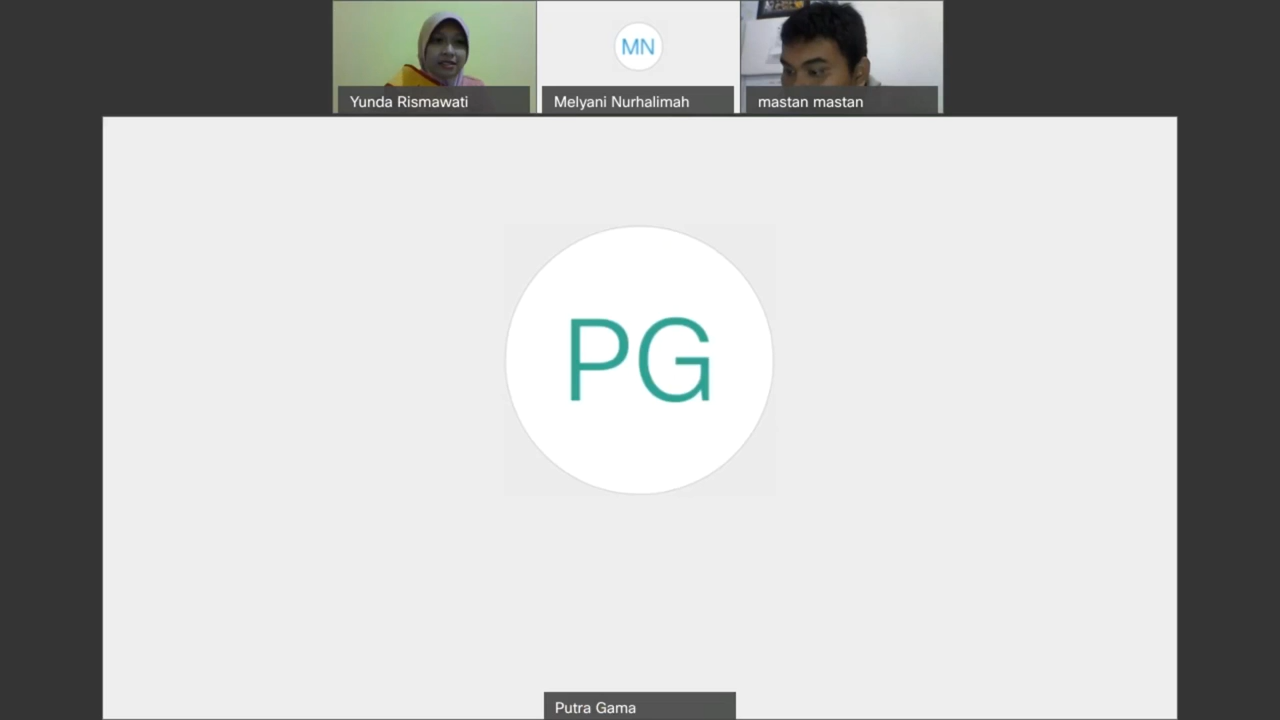 MN
Yunda Rismawati
Melyani Nurhalimah
mastan mastan
PG
Putra Gama